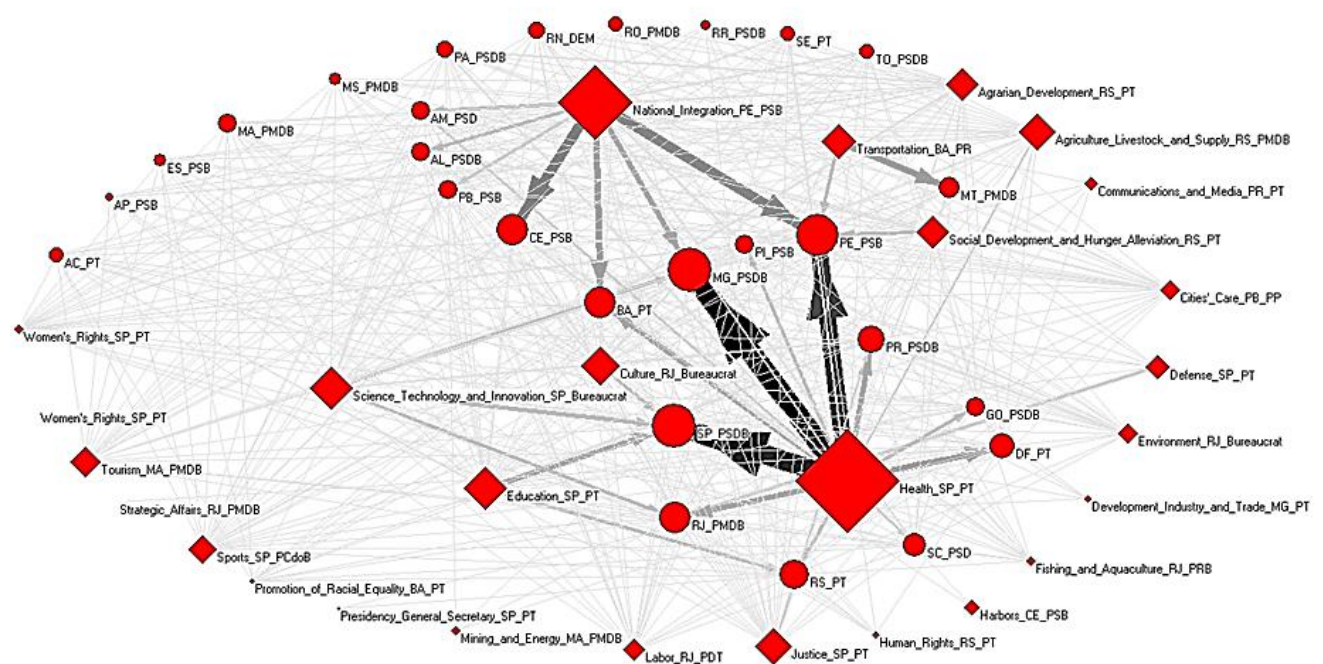 RO_PMDB
RR_PSDB
RN_DEM
SE_PT
PA_PSDB
TO_PSDB
MS_PMDB
Agrarian_Development_RS_PT
National_Integration_PE_PSB
AM_PSD
MA_PMDB
Agriculture_Livestock_and_Supply_RS_PMDB
Transportation_BA_PR
AL_PSDB
ES_PSB
Communications_and_Media_PR_PT
PB_PSB
MT_PMDB
AP_PSB
CE_PSB
Social_Development_and_Hunger_Alleviation_RS_PT
PE_PSB
PI_PSB
AC_PT
MG_PSDB
Cities'_Care_PB_PP
BA_PT
Women's_Rights_SP_PT
PR_PSDB
Culture_RJ_Bureaucrat
Defense_SP_PT
Science_Technology_and_Innovation_SP_Bureaucrat
GO_PSDB
Women's_Rights_SP_PT
SP_PSDB
Environment_RJ_Bureaucrat
DF_PT
Tourism_MA_PMDB
Health_SP_PT
Education_SP_PT
Development_Industry_and_Trade_MG_PT
Strategic_Affairs_RJ_PMDB
RJ_PMDB
Sports_SP_PCdoB
SC_PSD
Fishing_and_Aquaculture_RJ_PRB
RS_PT
Promotion_of_Racial_Equality_BA_PT
Presidency_General_Secretary_SP_PT
Harbors_CE_PSB
Mining_and_Energy_MA_PMDB
Human_Rights_RS_PT
Labor_RJ_PDT
Justice_SP_PT